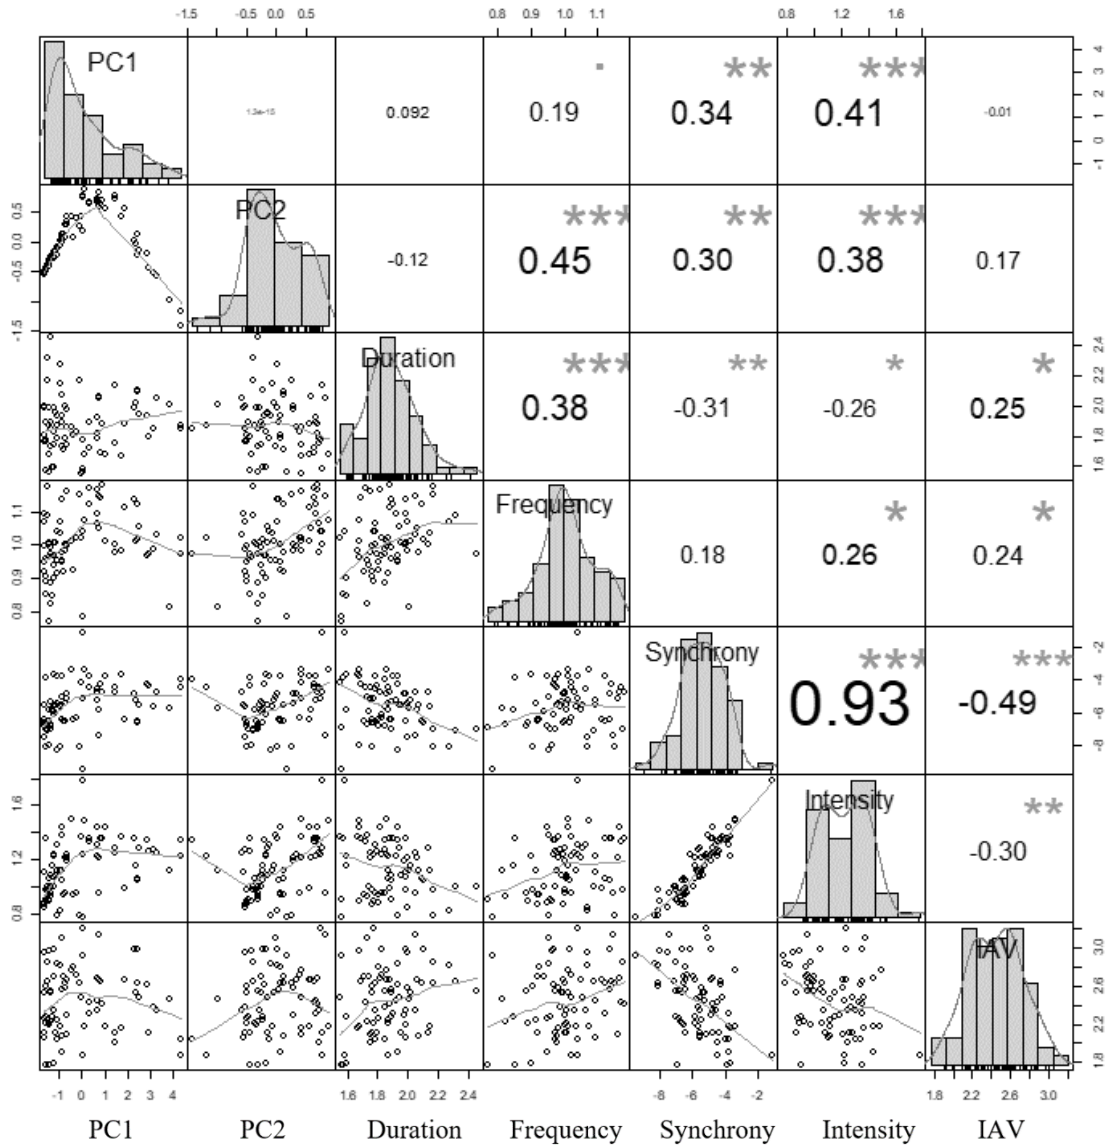 -1.5 -0.5 0.0 0.5 0.8 0.9 1.0 1.1 0.8 1.0 1.2 1.4 1.6
PC1 . ** ***
1.3e-15 0.092 0.19 0.34 0.41 -0.01
-1 0 1 2 3 4
PC2 *** ** ***
-0.12 0.45 0.30 0.38 0.17
-1.5 -0.5 0.0 0.5
Duration *** ** * *
0.38 -0.31 -0.26 0.25
1.6 1.8 2.0 2.2 2.4
Frequency * *
0.18 0.26 0.24
0.8 0.9 1.0 1.1
Synchrony *** ***
0.93 -0.49
-8 -6 -4 -2
Intensity **
-0.30
0.8 1.2 1.6
IAV
1.8 2.2 2.6 3.0
-1 0 1 2 3 4 1.6 1.8 2.0 2.2 2.4 -8 -6 -4 -2 1.8 2.2 2.6 3.0
PC1 PC2 Duration Frequency Synchrony Intensity IAV